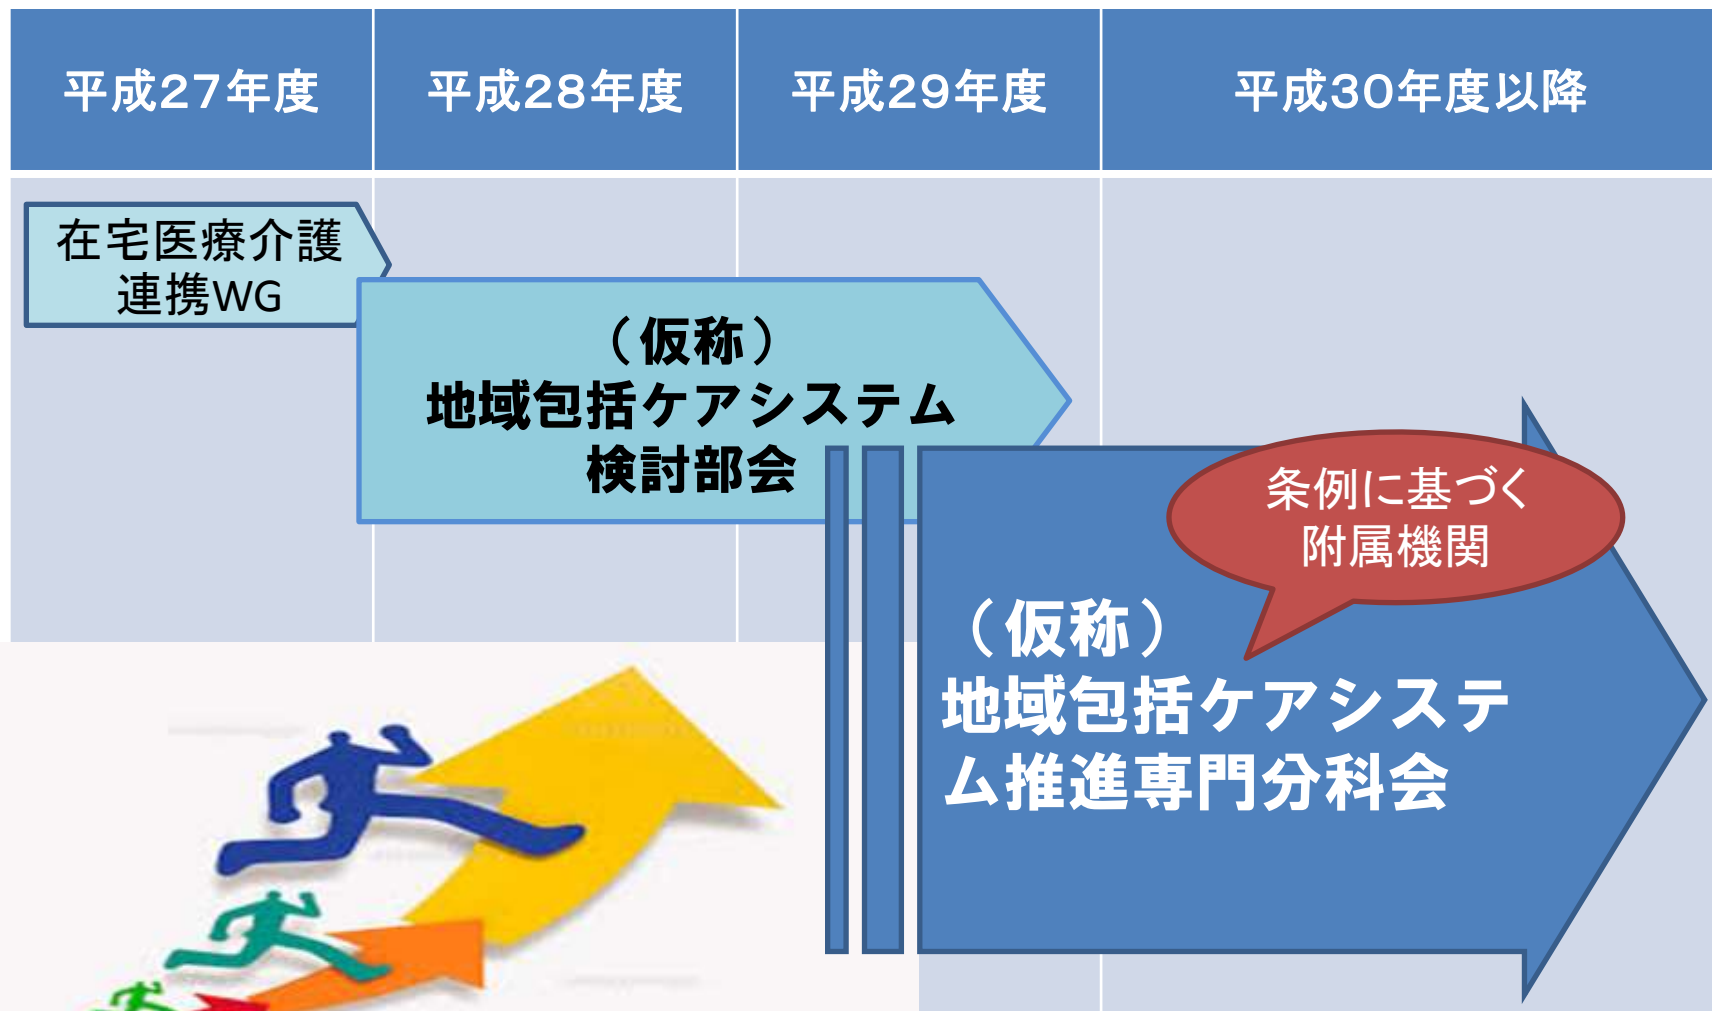 平成27年度
平成28年度
平成29年度
平成30年度以降
在宅医療介護
連携WG
（仮称）
地域包括ケアシステム
検討部会
条例に基づく
附属機関
（仮称）
地域包括ケアシステ
ム推進専門分科会